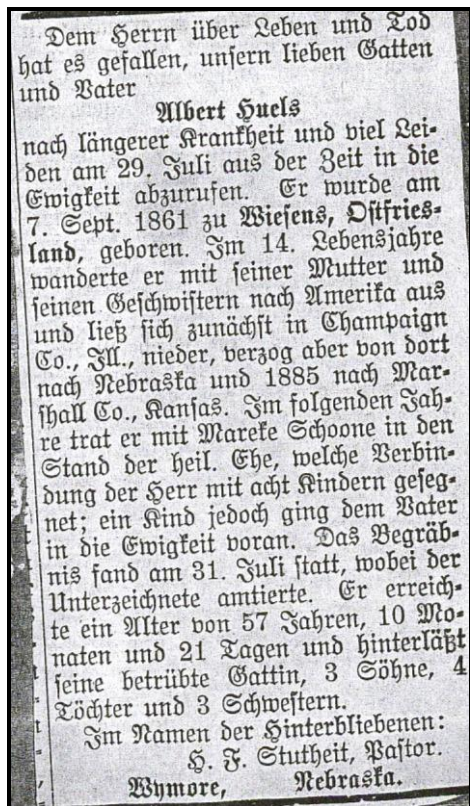 Dem Herrn über Leben und Tod
hat es gefallen, unsern lieben Gatten
und Vater
Albert Huels
nach längerer Krankheit und viel Lei-
den am 29. Juli aus der Zeit in die
Ewigkeit abzurufen. Er wurde am
7. Sept. 1861 zu Wiesens, Ostfries-
land, geboren. Im 14. Lebensjahre
wanderte er mit seiner Mutter und
seinen Geschwistern nach Amerika aus
und ließ sich zunächst in Champaign
Co., Ill., nieder, verzog aber von dort
nach Nebraska und 1885 nach Mar-
shall Co., Kansas. Im folgenden Jah-
re trat er mit Mareke Schoone in den
Stand der heil. Ehe, welche Verbin-
dung der Herr mit acht Kindern geseg-
net; ein Kind jedoch ging dem Vater
in die Ewigkeit voran. Das Begräb-
nis fand am 31. Juli statt, wobei der
Unterzeichnete amtierte. Er erreich-
te ein Alter von 57 Jahren, 10 Mo-
naten und 21 Tagen und hinterläßt
seine betrübte Gattin, 3 Söhne, 4
Töchter und 3 Schwestern.
Im Namen der Hinterbliebenen:
H. F. Stutheit, Pastor.
Wymore, Nebraska.